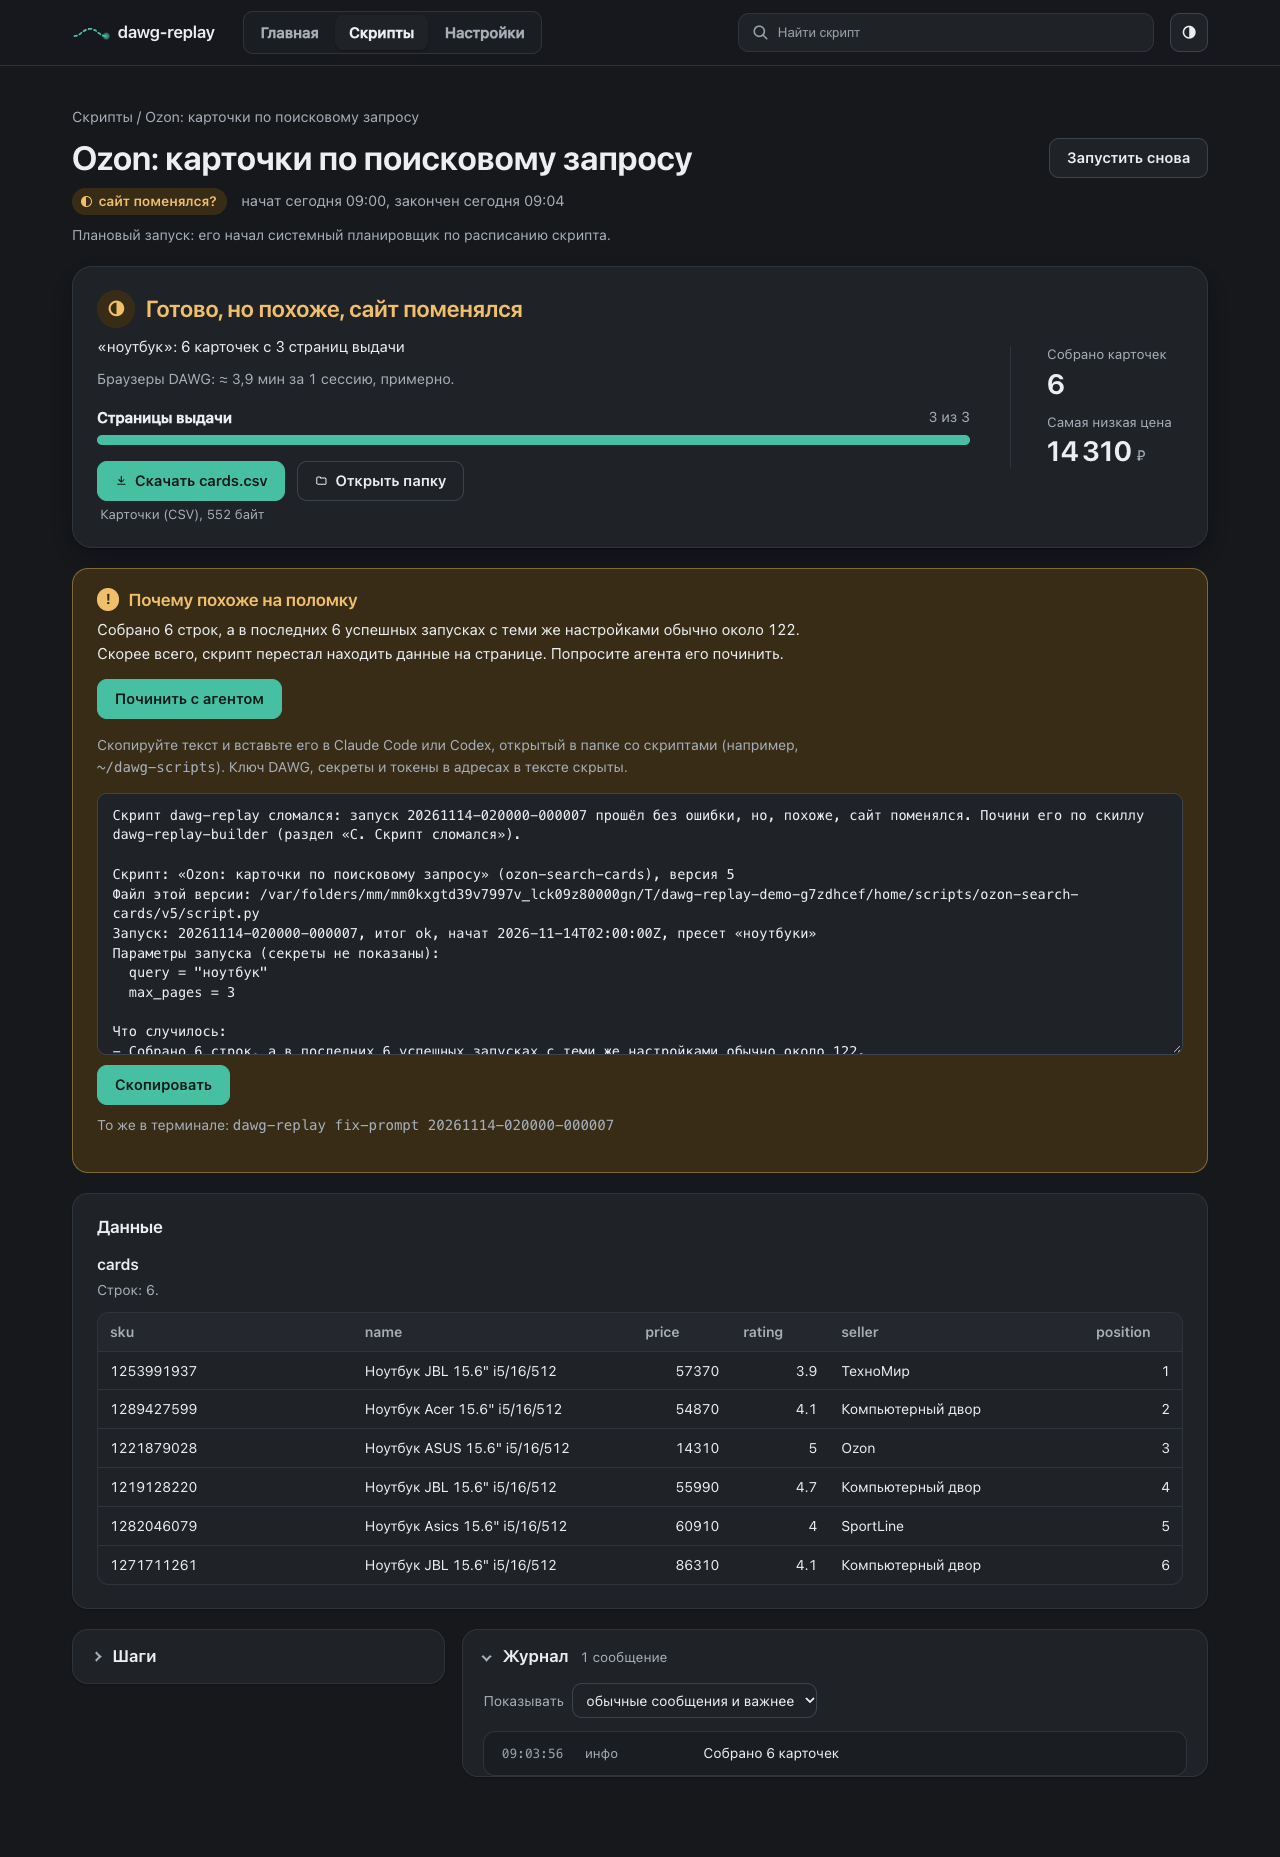 dawg-replay
Главная
Скрипты
Настройки
Найти скрипт
Скрипты / Ozon: карточки по поисковому запросу
Ozon: карточки по поисковому запросу
Запустить снова
сайт поменялся?
начат сегодня 09:00, закончен сегодня 09:04
Плановый запуск: его начал системный планировщик по расписанию скрипта.
Готово, но похоже, сайт поменялся
«ноутбук»: 6 карточек с 3 страниц выдачи
Браузеры DAWG: ≈ 3,9 мин за 1 сессию, примерно.
Страницы выдачи
3 из 3
Скачать cards.csv
Открыть папку
Карточки (CSV), 552 байт
Собрано карточек
6
Самая низкая цена
14 310 ₽
! Почему похоже на поломку
Собрано 6 строк, а в последних 6 успешных запусках с теми же настройками обычно около 122.
Скорее всего, скрипт перестал находить данные на странице. Попросите агента его починить.
Починить с агентом
Скопируйте текст и вставьте его в Claude Code или Codex, открытый в папке со скриптами (например,
~/dawg-scripts). Ключ DAWG, секреты и токены в адресах в тексте скрыты.
Скрипт dawg-replay сломался: запуск 20261114-020000-000007 прошёл без ошибки, но, похоже, сайт поменялся. Почини его по скиллу
dawg-replay-builder (раздел «C. Скрипт сломался»).
Скрипт: «Ozon: карточки по поисковому запросу» (ozon-search-cards), версия 5
Файл этой версии: /var/folders/mm/mm0kxgtd39v7997v_lck09z80000gn/T/dawg-replay-demo-g7zdhcef/home/scripts/ozon-search-
cards/v5/script.py
Запуск: 20261114-020000-000007, итог ok, начат 2026-11-14T02:00:00Z, пресет «ноутбуки»
Параметры запуска (секреты не показаны):
query = "ноутбук"
max_pages = 3
Что случилось:
- Собрано 6 строк, а в последних 6 успешных запусках с теми же настройками обычно около 122.
Скопировать
То же в терминале: dawg-replay fix-prompt 20261114-020000-000007
Данные
cards
Строк: 6.
sku name price rating seller position
1253991937 Ноутбук JBL 15.6" i5/16/512 57370 3.9 ТехноМир 1
1289427599 Ноутбук Acer 15.6" i5/16/512 54870 4.1 Компьютерный двор 2
1221879028 Ноутбук ASUS 15.6" i5/16/512 14310 5 Ozon 3
1219128220 Ноутбук JBL 15.6" i5/16/512 55990 4.7 Компьютерный двор 4
1282046079 Ноутбук Asics 15.6" i5/16/512 60910 4 SportLine 5
1271711261 Ноутбук JBL 15.6" i5/16/512 86310 4.1 Компьютерный двор 6
Шаги
Журнал 1 сообщение
Показывать обычные сообщения и важнее
09:03:56 инфо Собрано 6 карточек